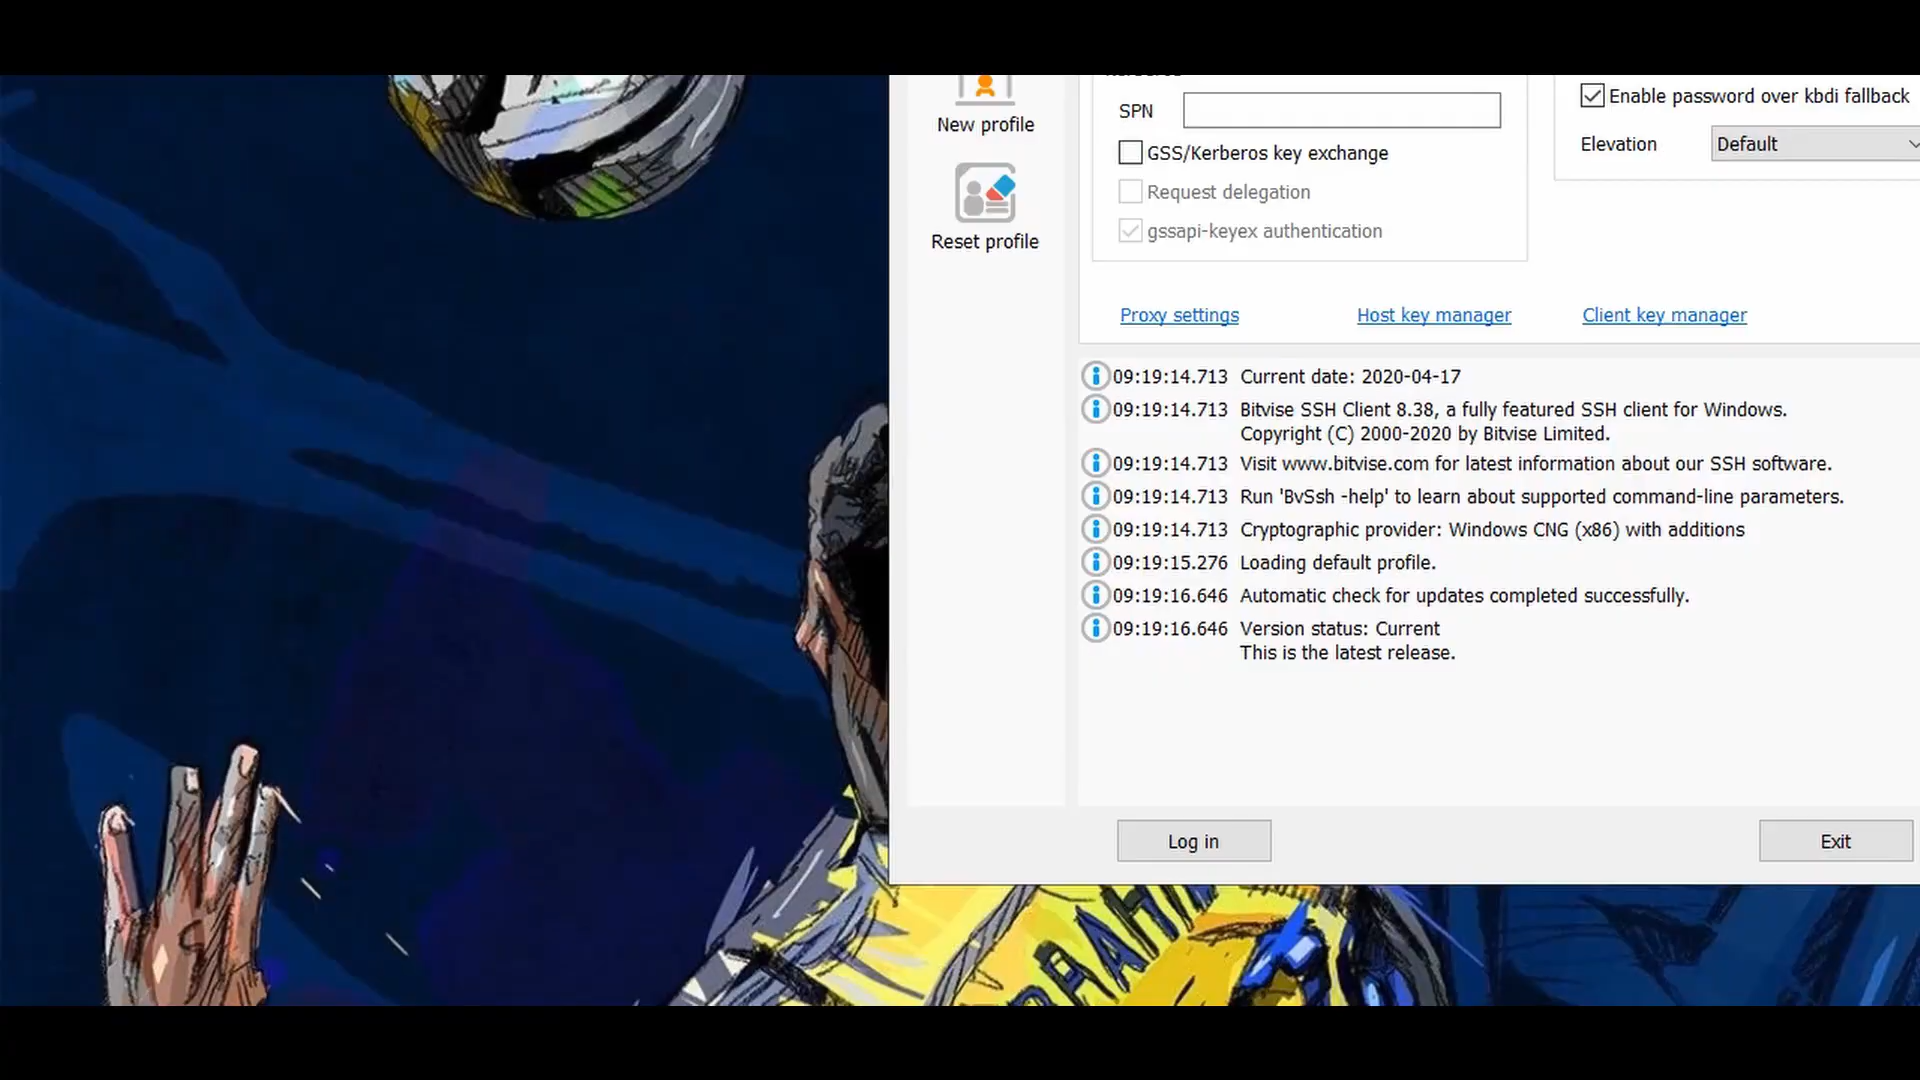 New profile
Reset profile
SPN
GSS/Kerberos key exchange
Request delegation
gssapi-keyex authentication
Enable password over kbdi fallback
Elevation
Default
Proxy settings
Host key manager
Client key manager
09:19:14.713 Current date: 2020-04-17
09:19:14.713 Bitvise SSH Client 8.38, a fully featured SSH client for Windows.
Copyright (C) 2000-2020 by Bitvise Limited.
09:19:14.713 Visit www.bitvise.com for latest information about our SSH software.
09:19:14.713 Run 'BvSsh -help' to learn about supported command-line parameters.
09:19:14.713 Cryptographic provider: Windows CNG (x86) with additions
09:19:15.276 Loading default profile.
09:19:16.646 Automatic check for updates completed successfully.
09:19:16.646 Version status: Current
This is the latest release.
Log in
Exit